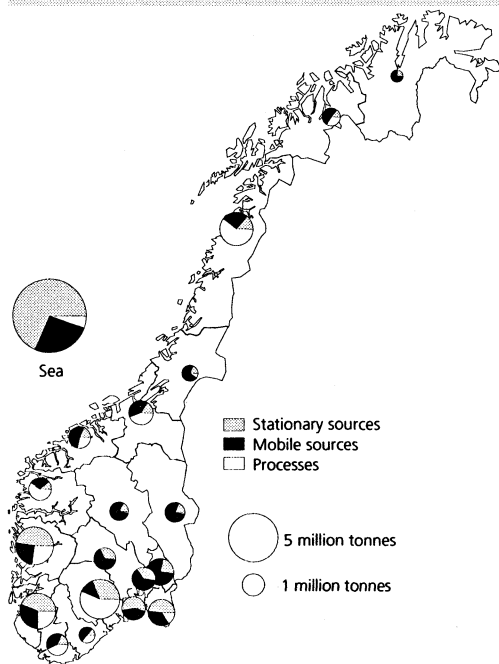 Sea
Stationary sources
Mobile sources
Processes
5 million tonnes
1 million tonnes